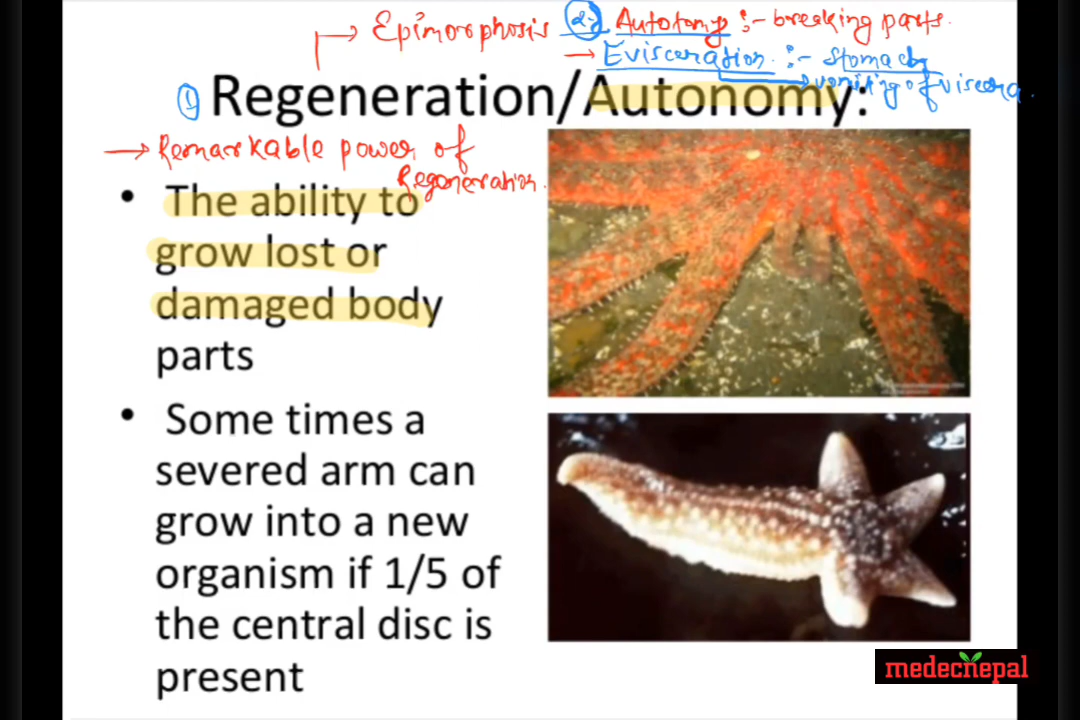 → Epimorphosis ② Autotomy :- breaking parts.
→ Evisceration :- Stomach
→ vomiting of viscera.
① Regeneration/Autonomy:
→ Remarkable power of
Regeneration.
• The ability to
grow lost or
damaged body
parts
• Some times a
severed arm can
grow into a new
organism if 1/5 of
the central disc is
present
medecnepal